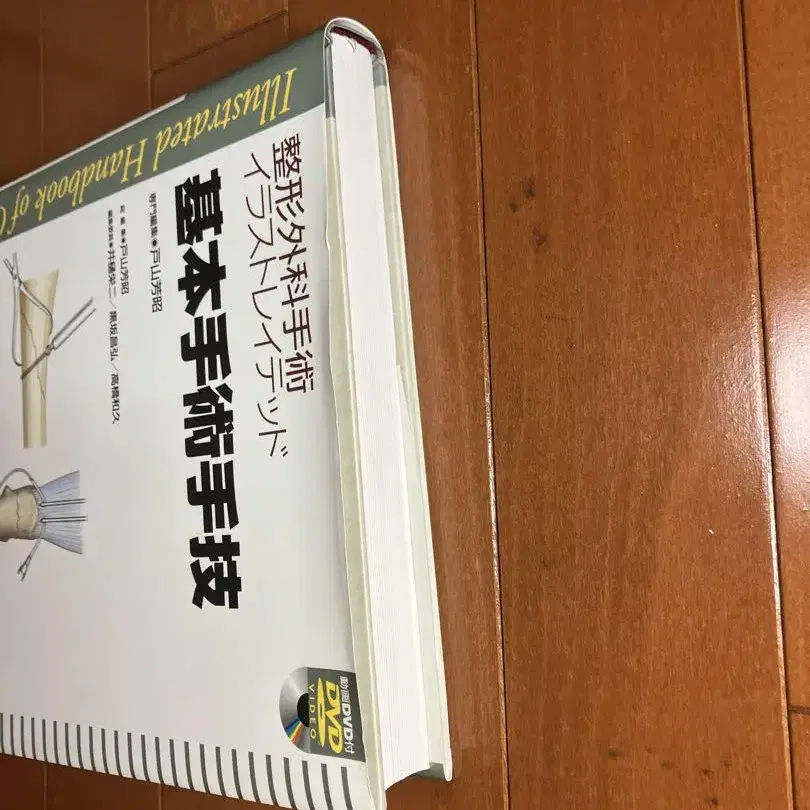 Illustrated Handbook of O
整形外科手術
イラストレイテッド
基本手術手技
専門編集●戸山芳昭
総編集●戸山芳昭
編集委員●井樋栄二／黒坂昌弘／高橋和久
動画DVD付
DVD
VIDEO